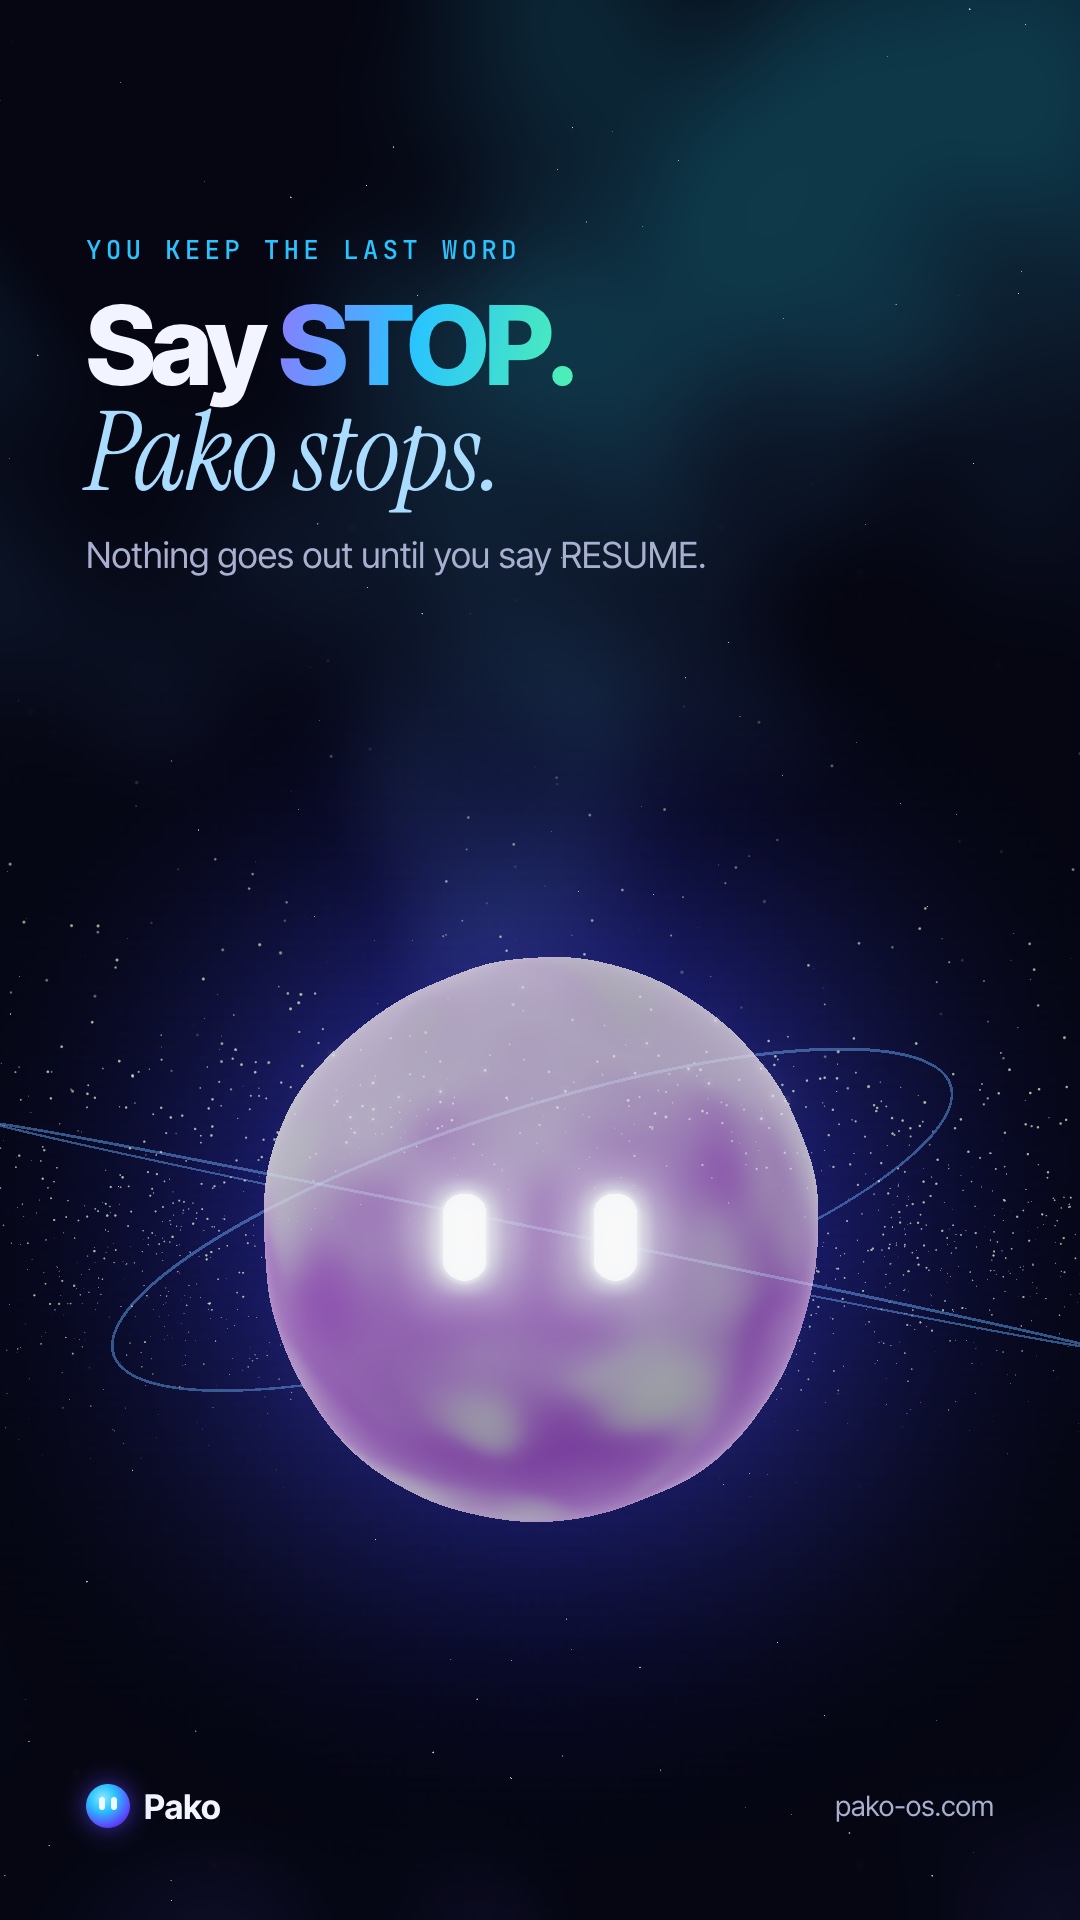 YOU KEEP THE LAST WORD
Say STOP.
Pako stops.
Nothing goes out until you say RESUME.
Pako
pako-os.com